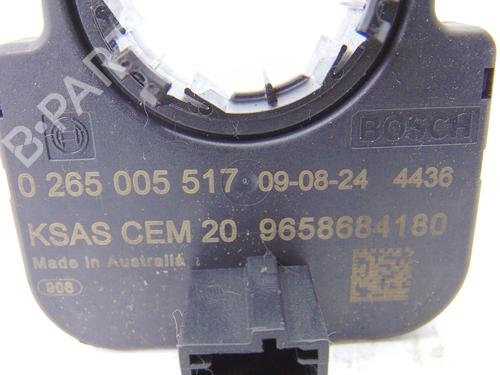 B-PARTS
BOSCH
0 265 005 517 09-08-24 4436
KSAS CEM 20 9658684180
Made in Australia
908